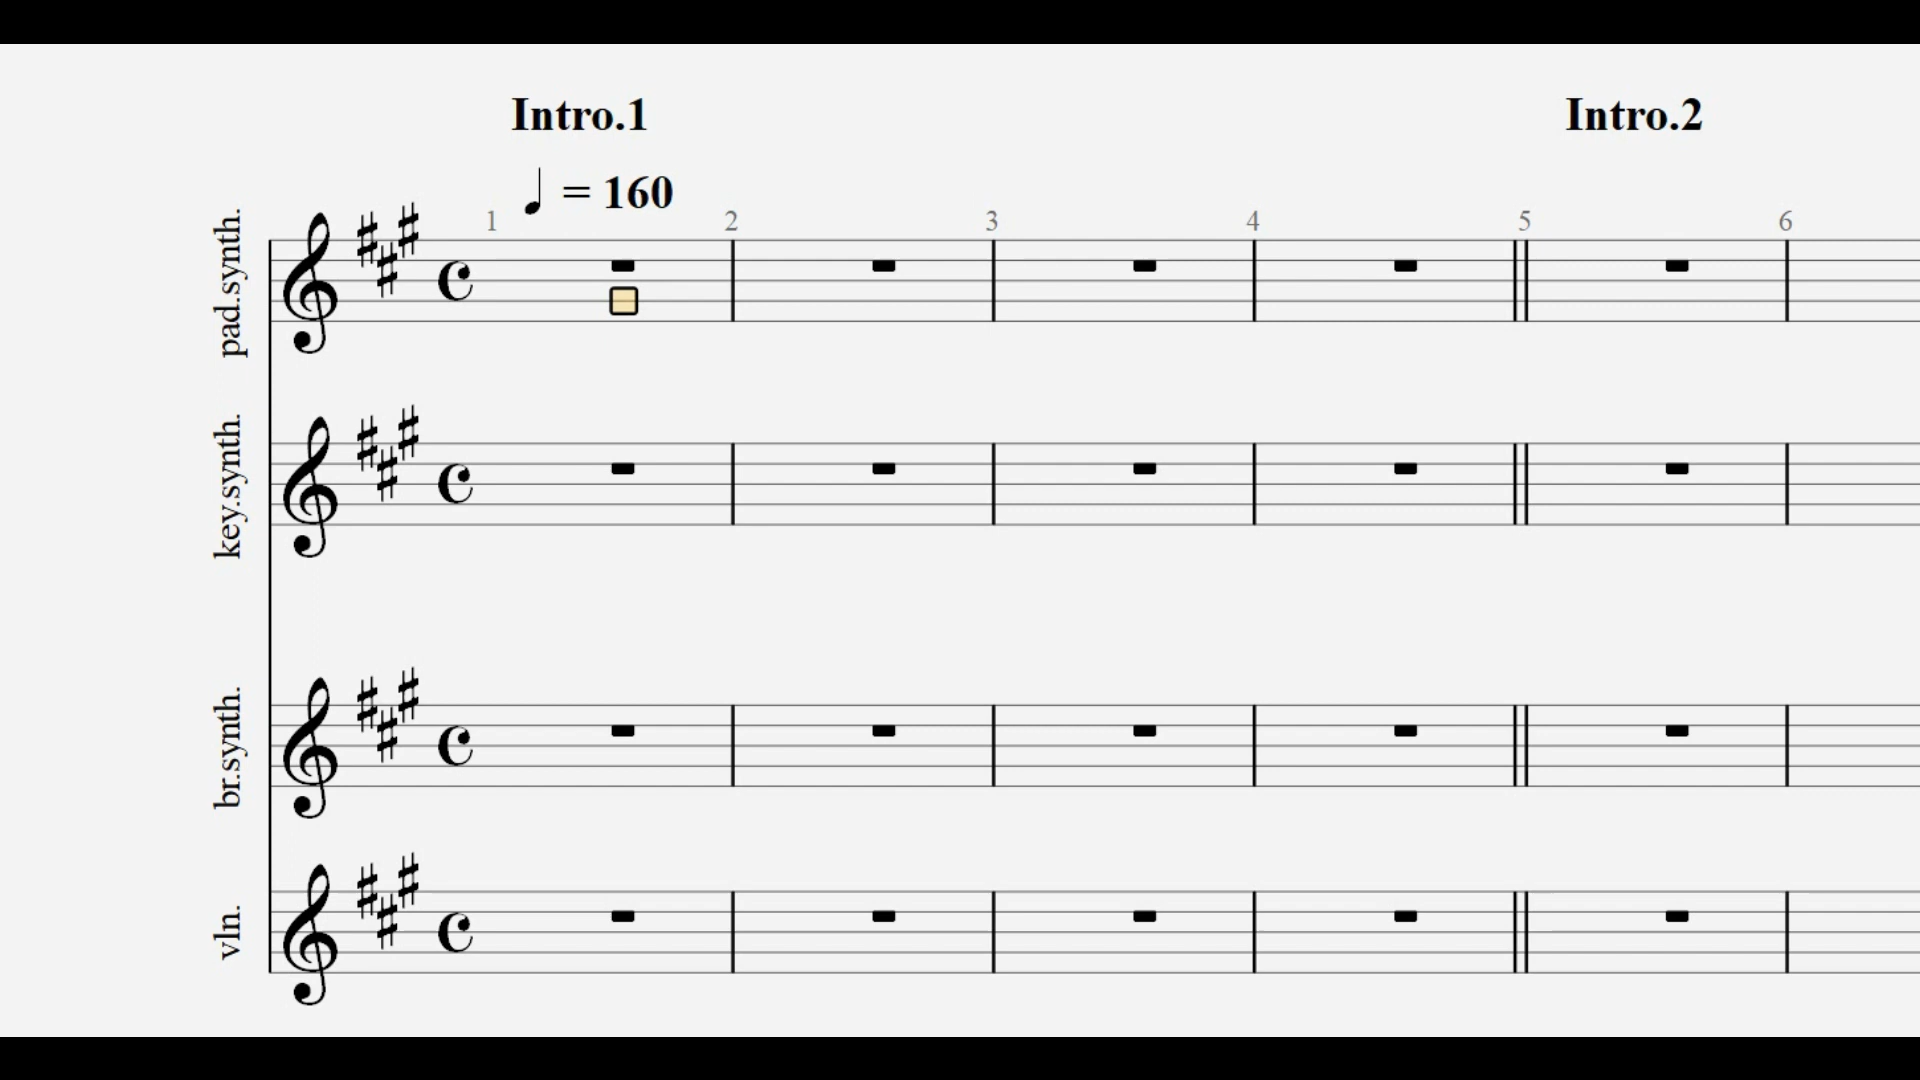 Intro.1 Intro.2
= 160
1 2 3 4 5 6
pad.synth.
key.synth.
br.synth.
vln.